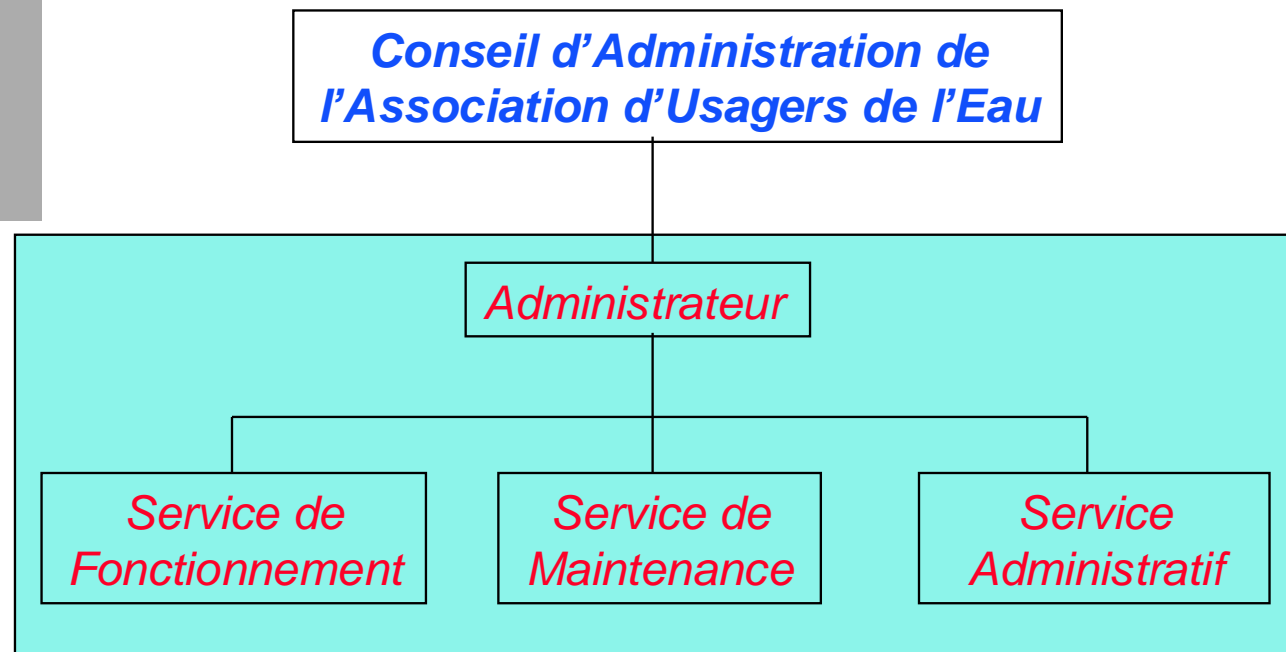 Conseil d’Administration de
l’Association d’Usagers de l’Eau
Administrateur
Service de
Fonctionnement
Service de
Maintenance
Service
Administratif